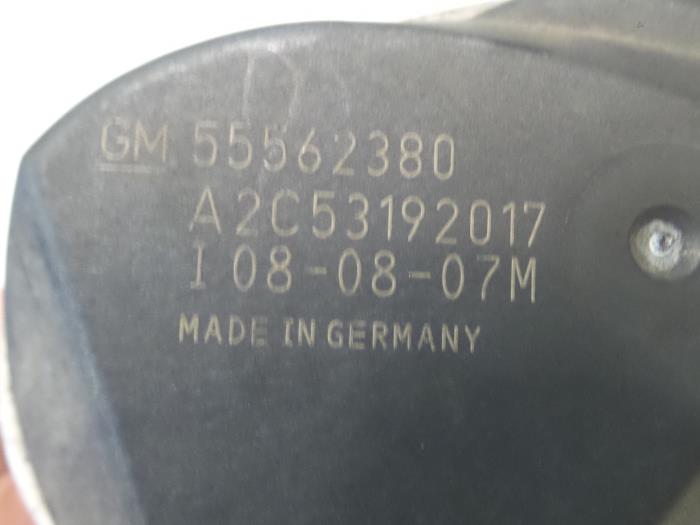 GM 55562380
A2C53192017
I 08-08-07M
MADE IN GERMANY